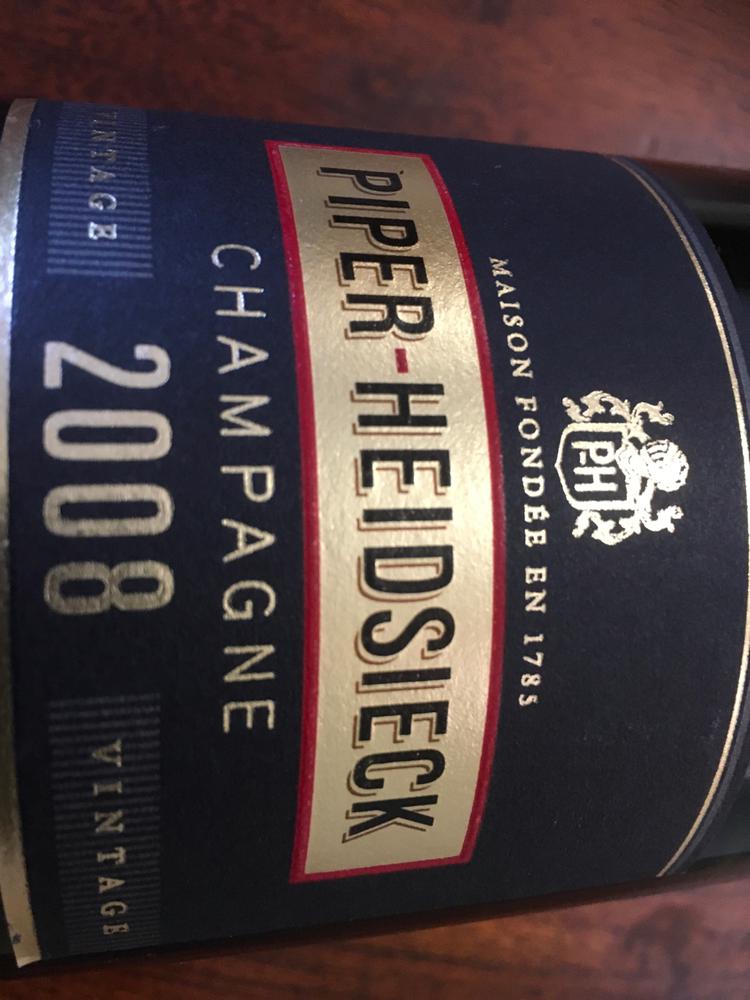 PH
MAISON FONDÉE EN 1785
PIPER-HEIDSIECK
CHAMPAGNE
VINTAGE 2008 VINTAGE